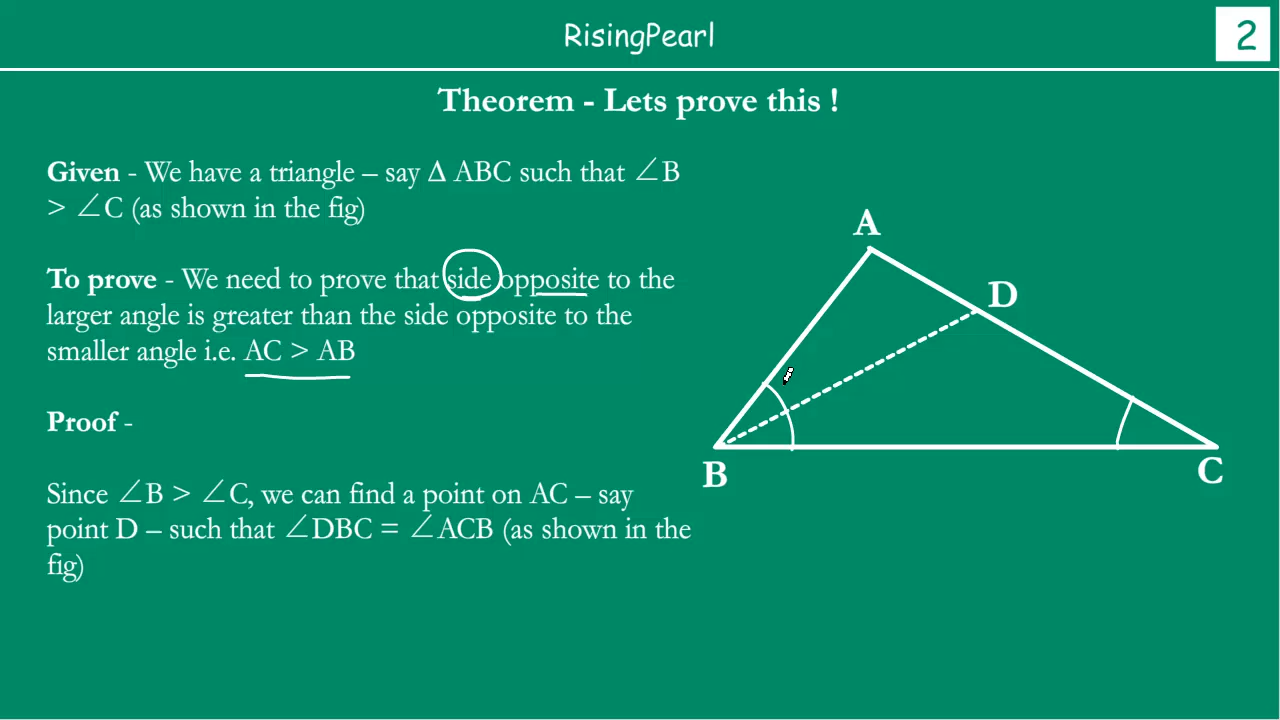 RisingPearl
2
Theorem - Lets prove this !
Given - We have a triangle – say Δ ABC such that ∠B
> ∠C (as shown in the fig)
To prove - We need to prove that side opposite to the
larger angle is greater than the side opposite to the
smaller angle i.e. AC > AB
Proof -
Since ∠B > ∠C, we can find a point on AC – say
point D – such that ∠DBC = ∠ACB (as shown in the
fig)
A
D
B
C